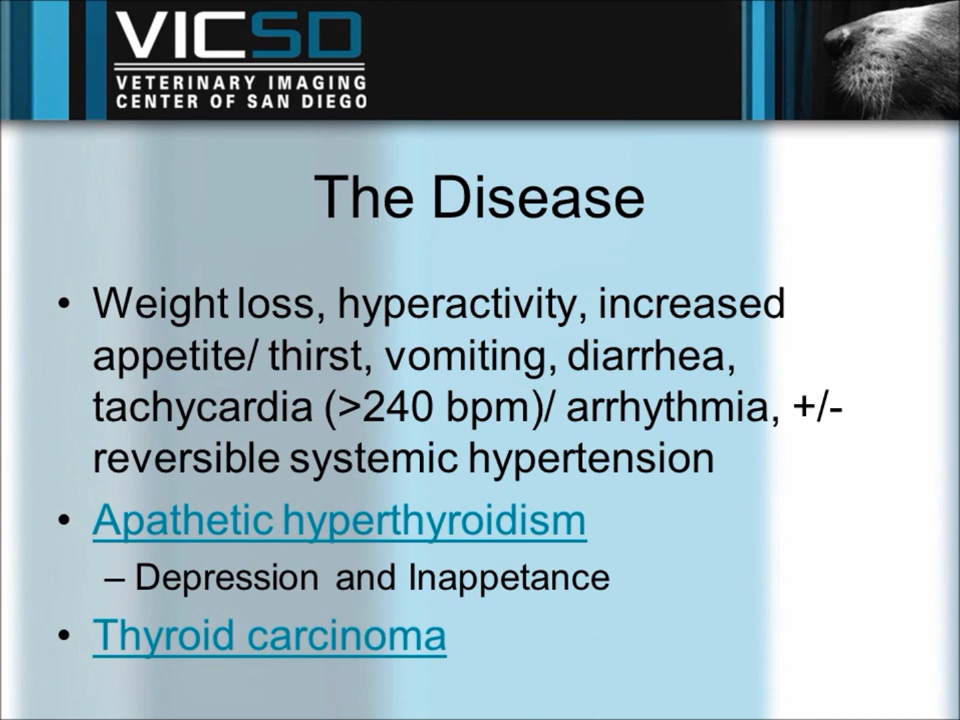 VICSD
VETERINARY IMAGING
CENTER OF SAN DIEGO
The Disease
• Weight loss, hyperactivity, increased
appetite/ thirst, vomiting, diarrhea,
tachycardia (>240 bpm)/ arrhythmia, +/-
reversible systemic hypertension
• Apathetic hyperthyroidism
– Depression and Inappetance
• Thyroid carcinoma